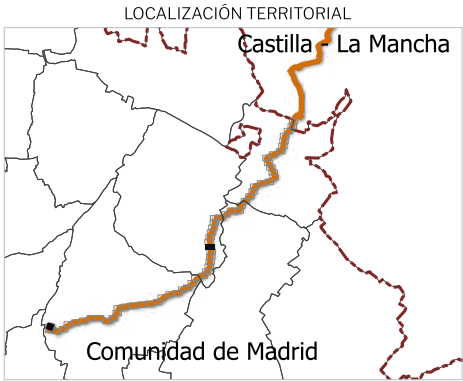 LOCALIZACIÓN TERRITORIAL
Castilla - La Mancha
Comunidad de Madrid